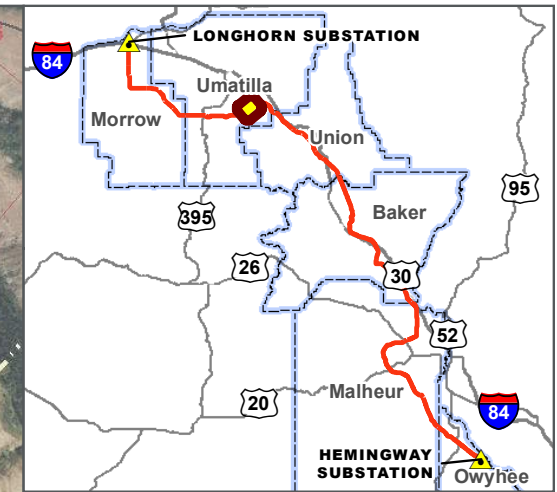 LONGHORN SUBSTATION
84
Umatilla
Morrow
Union
95
Baker
395
26
30
52
Malheur
20
84
HEMINGWAY
SUBSTATION
Owyhee